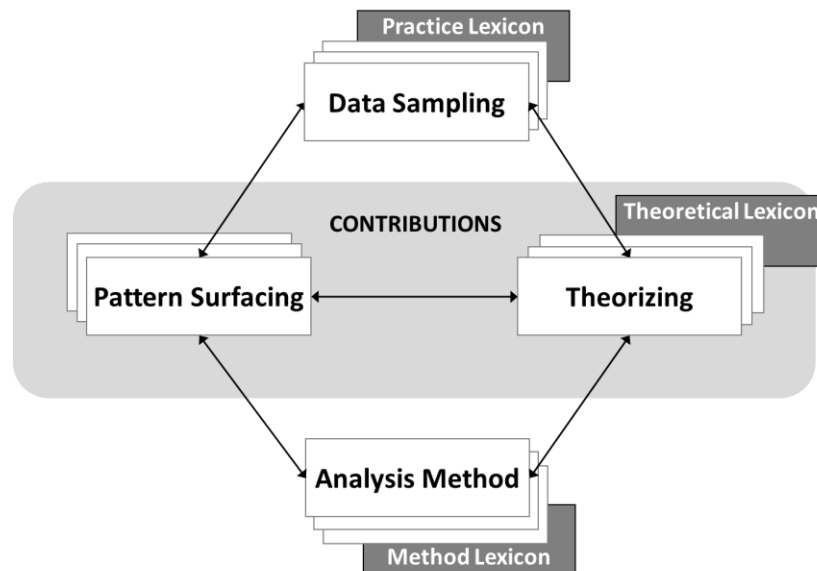 Practice Lexicon
Data Sampling
Theoretical Lexicon
CONTRIBUTIONS
Pattern Surfacing
Theorizing
Analysis Method
Method Lexicon